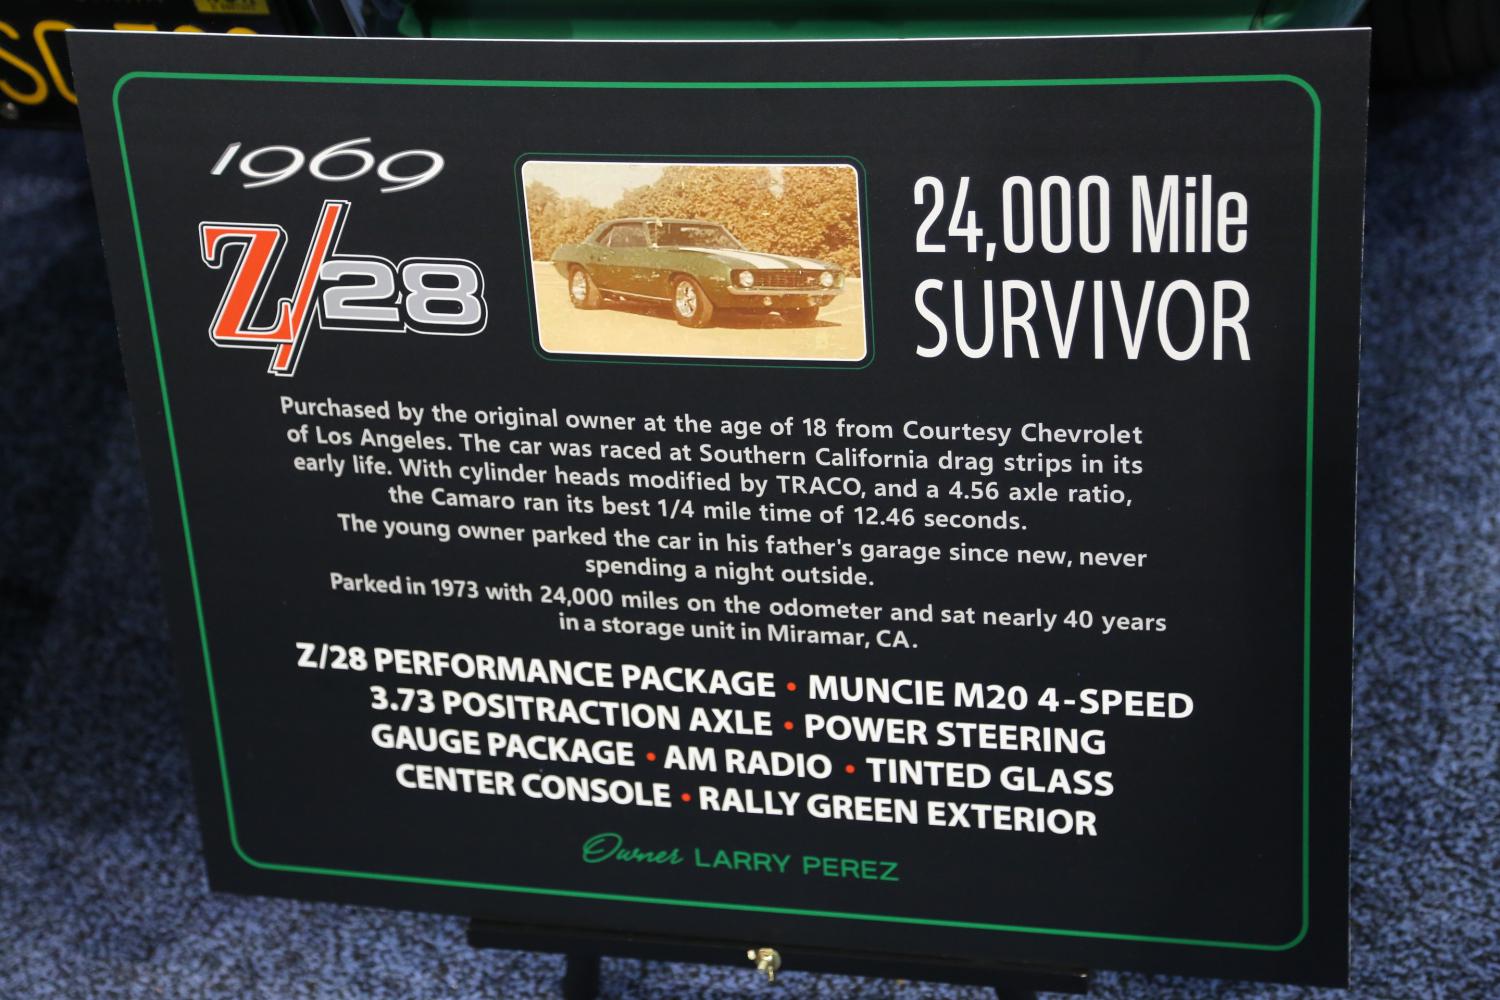 1969
Z/28
24,000 Mile
SURVIVOR
Purchased by the original owner at the age of 18 from Courtesy Chevrolet
of Los Angeles. The car was raced at Southern California drag strips in its
early life. With cylinder heads modified by TRACO, and a 4.56 axle ratio,
the Camaro ran its best 1/4 mile time of 12.46 seconds.
The young owner parked the car in his father's garage since new, never
spending a night outside.
Parked in 1973 with 24,000 miles on the odometer and sat nearly 40 years
in a storage unit in Miramar, CA.
Z/28 PERFORMANCE PACKAGE • MUNCIE M20 4-SPEED
3.73 POSITRACTION AXLE • POWER STEERING
GAUGE PACKAGE • AM RADIO • TINTED GLASS
CENTER CONSOLE • RALLY GREEN EXTERIOR
Owner LARRY PEREZ